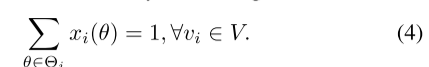 ∑_{θ∈Θ_i} x_i(θ) = 1, ∀v_i ∈ V. (4)